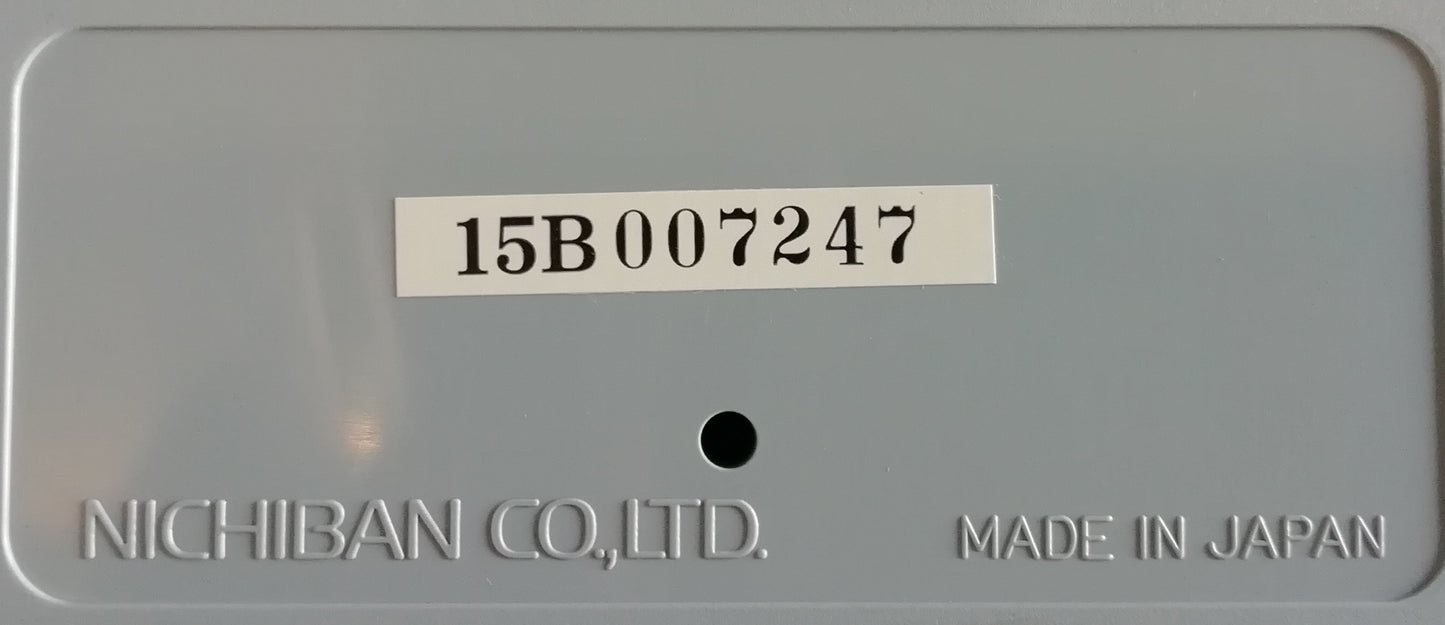 15B007247
NICHIBAN CO.,LTD.
MADE IN JAPAN